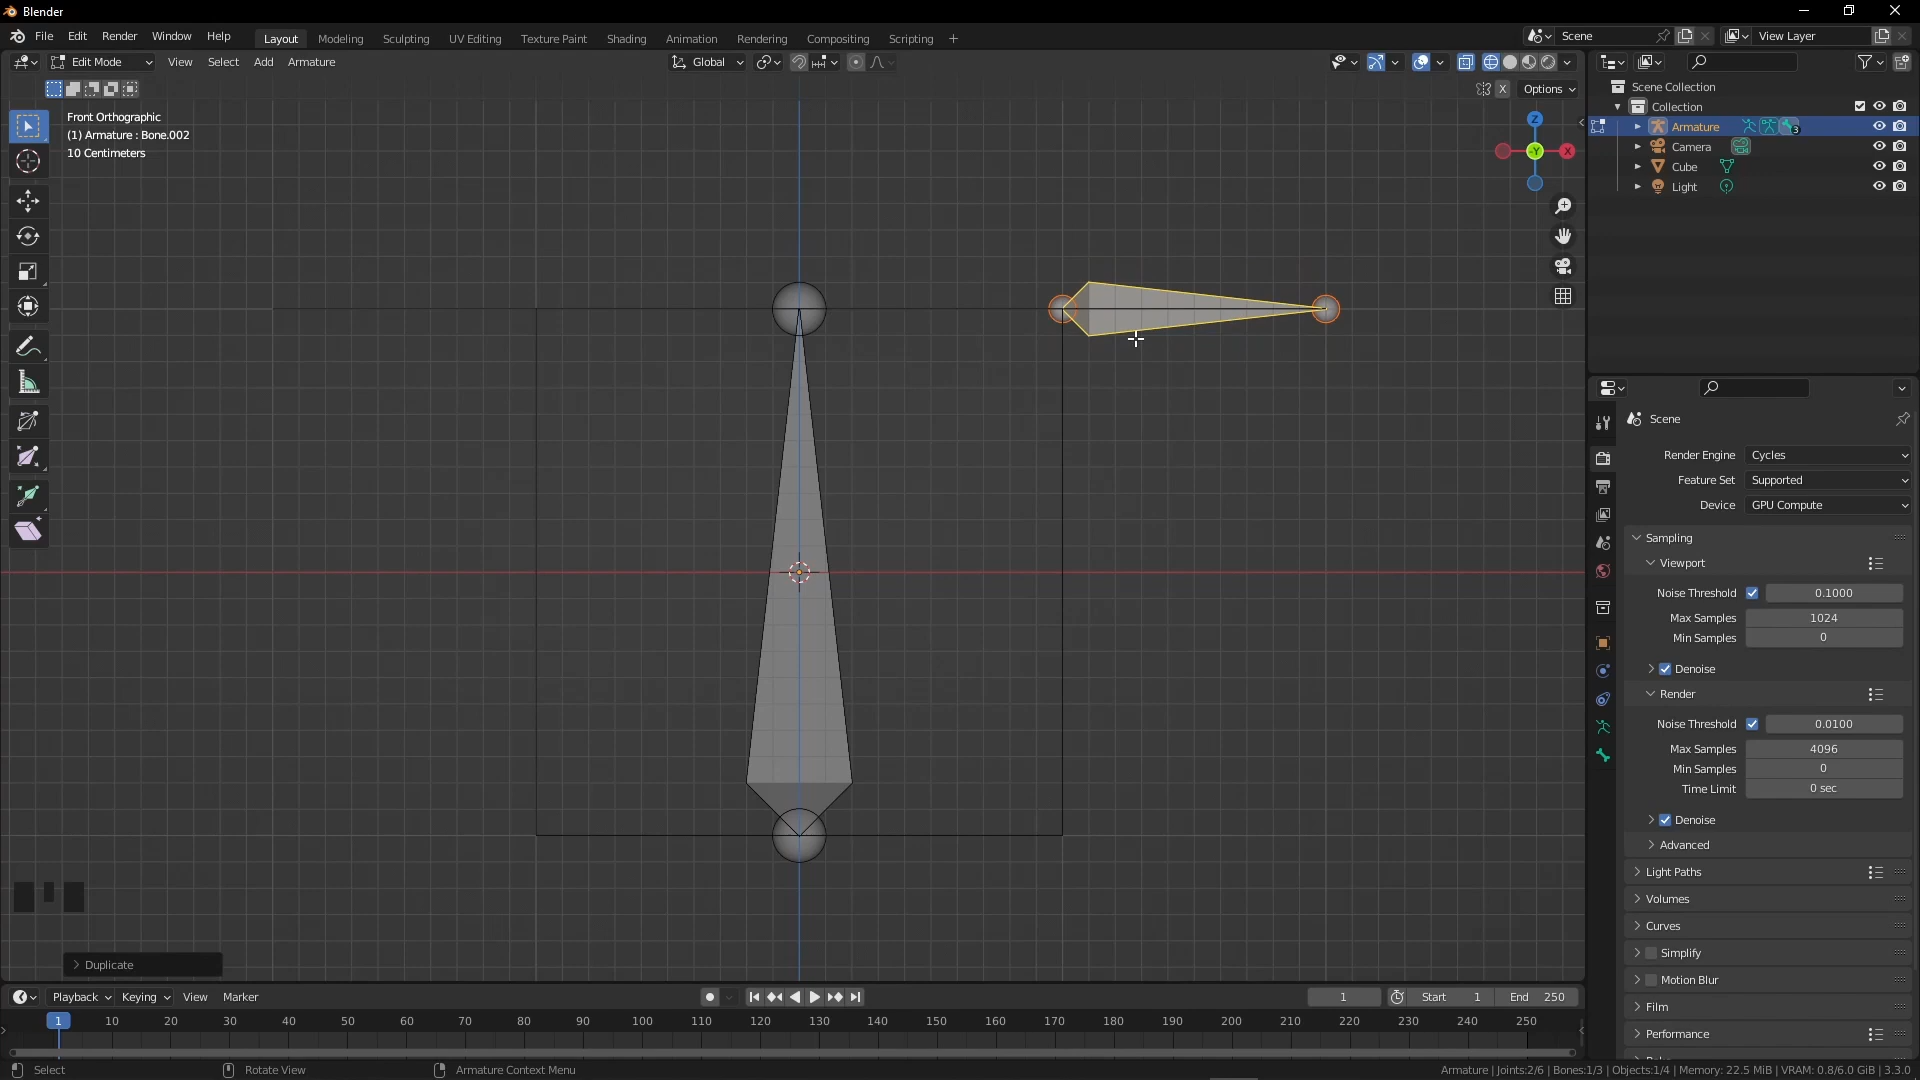 Blender
File Edit Render Window Help
Layout Modeling Sculpting UV Editing Texture Paint Shading Animation Rendering Compositing Scripting +
Scene View Layer
Edit Mode View Select Add Armature Global
X Options
Front Orthographic
(1) Armature : Bone.002
10 Centimeters
Z
-Y X
Scene Collection
Collection
Armature 3
Camera
Cube
Light
Scene
Render Engine Cycles
Feature Set Supported
Device GPU Compute
Sampling
Viewport
Noise Threshold 0.1000
Max Samples 1024
Min Samples 0
Denoise
Render
Noise Threshold 0.0100
Max Samples 4096
Min Samples 0
Time Limit 0 sec
Denoise
Advanced
Light Paths
Volumes
Curves
Simplify
Motion Blur
Film
Performance
Duplicate
Playback Keying View Marker 1 Start 1 End 250
1 10 20 30 40 50 60 70 80 90 100 110 120 130 140 150 160 170 180 190 200 210 220 230 240 250
Select Rotate View Armature Context Menu Armature | Joints:2/6 | Bones:1/3 | Objects:1/4 | Memory: 22.5 MiB | VRAM: 0.8/6.0 GiB | 3.3.0